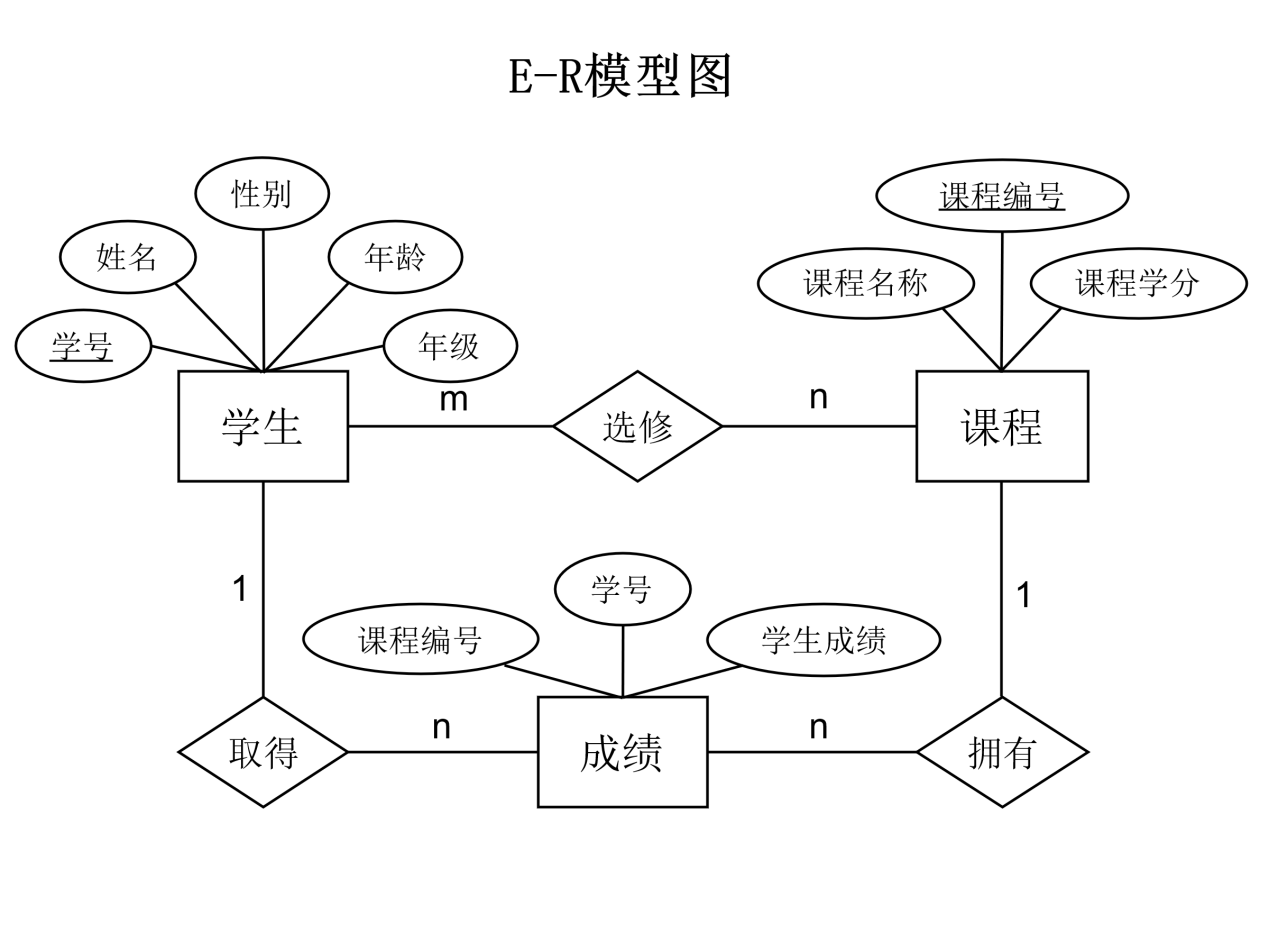 E-R模型图
性别
姓名
年龄
学号
年级
课程编号
课程名称
课程学分
学生
m
选修
n
课程
1
1
学号
课程编号
学生成绩
取得
n
成绩
n
拥有